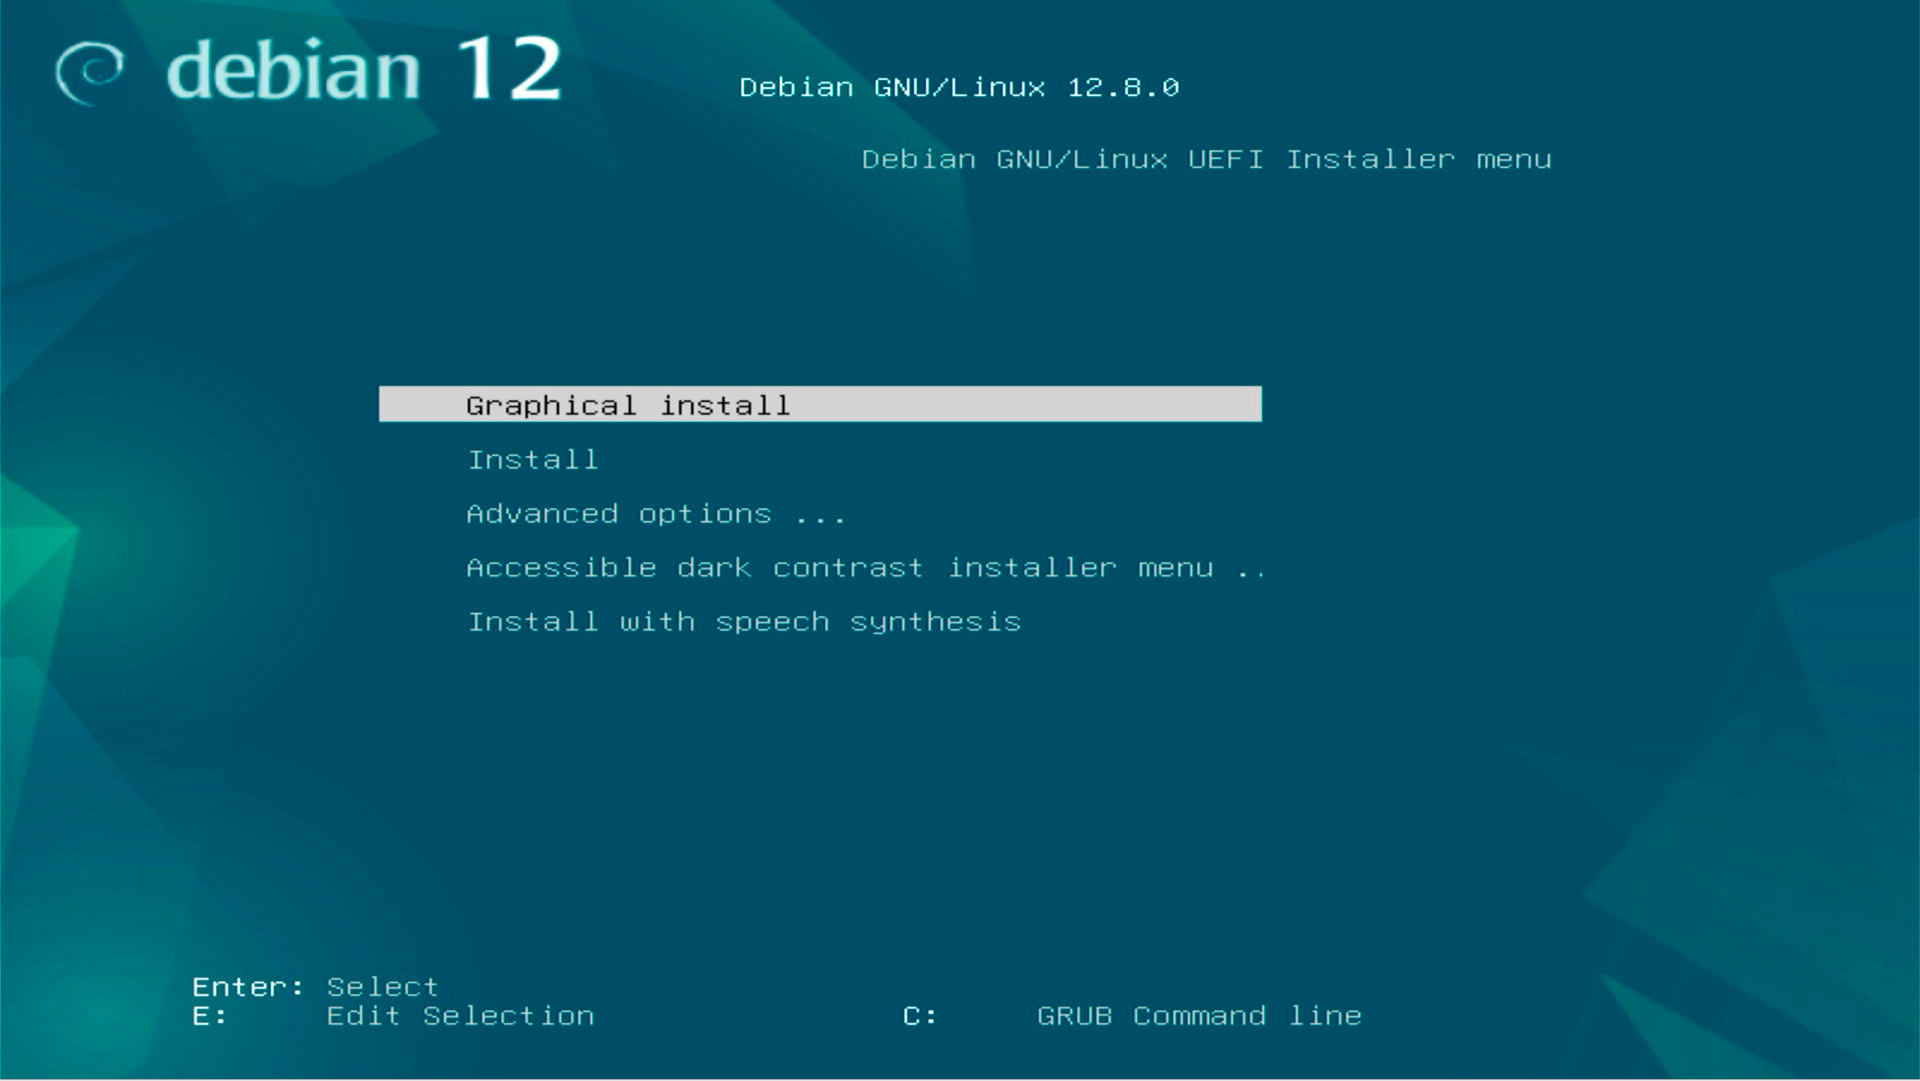 debian 12
Debian GNU/Linux 12.8.0
Debian GNU/Linux UEFI Installer menu
Graphical install
Install
Advanced options ...
Accessible dark contrast installer menu ..
Install with speech synthesis
Enter: Select
E: Edit Selection C: GRUB Command line